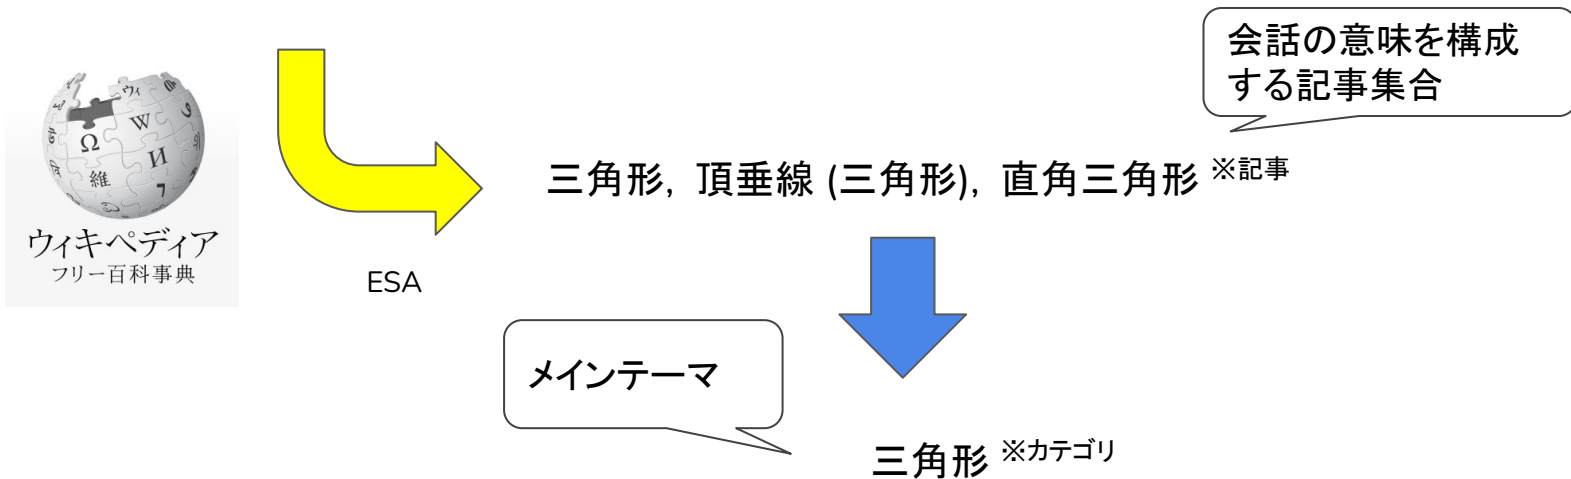 会話の意味を構成
する記事集合
Ω
W
И
維
ウィ
ウィキペディア
フリー百科事典
三角形, 頂垂線 (三角形), 直角三角形 ※記事
ESA
メインテーマ
三角形 ※カテゴリ